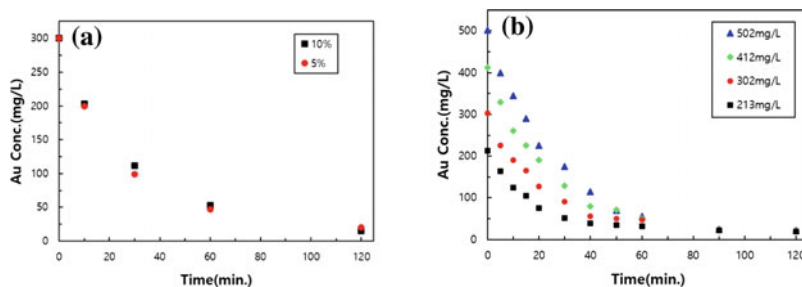 (a)
10%
5%
Au Conc.(mg/L)
300
250
200
150
100
50
0
0 20 40 60 80 100 120
Time(min.)
(b)
502mg/L
412mg/L
302mg/L
213mg/L
Au Conc.(mg/L)
500
400
300
200
100
0
0 20 40 60 80 100 120
Time(min.)